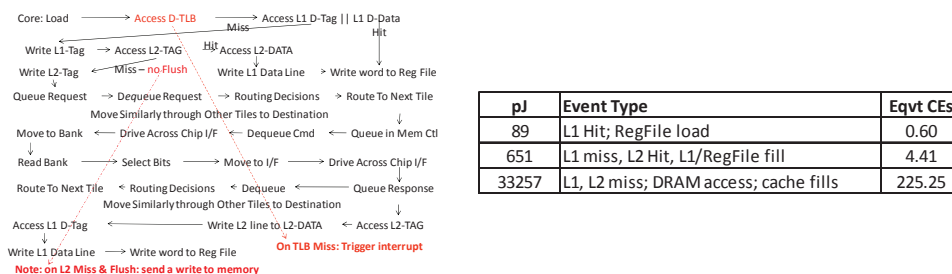 Core: Load Access D-TLB Access L1 D-Tag || L1 D-Data
Miss Hit
Write L1-Tag Access L2-TAG Hit Access L2-DATA
Write L2-Tag Miss – no Flush Write L1 Data Line Write word to Reg File
Queue Request Dequeue Request Routing Decisions Route To Next Tile
Move Similarly through Other Tiles to Destination
Move to Bank Drive Across Chip I/F Dequeue Cmd Queue in Mem Ctl
Read Bank Select Bits Move to I/F Drive Across Chip I/F
Route To Next Tile Routing Decisions Dequeue Queue Response
Move Similarly through Other Tiles to Destination
Access L1 D-Tag Write L2 line to L2-DATA Access L2-TAG
Write L1 Data Line Write word to Reg File On TLB Miss: Trigger interrupt
Note: on L2 Miss & Flush: send a write to memory
pJ Event Type Eqvt CEs
89 L1 Hit; RegFile load 0.60
651 L1 miss, L2 Hit, L1/RegFile fill 4.41
33257 L1, L2 miss; DRAM access; cache fills 225.25